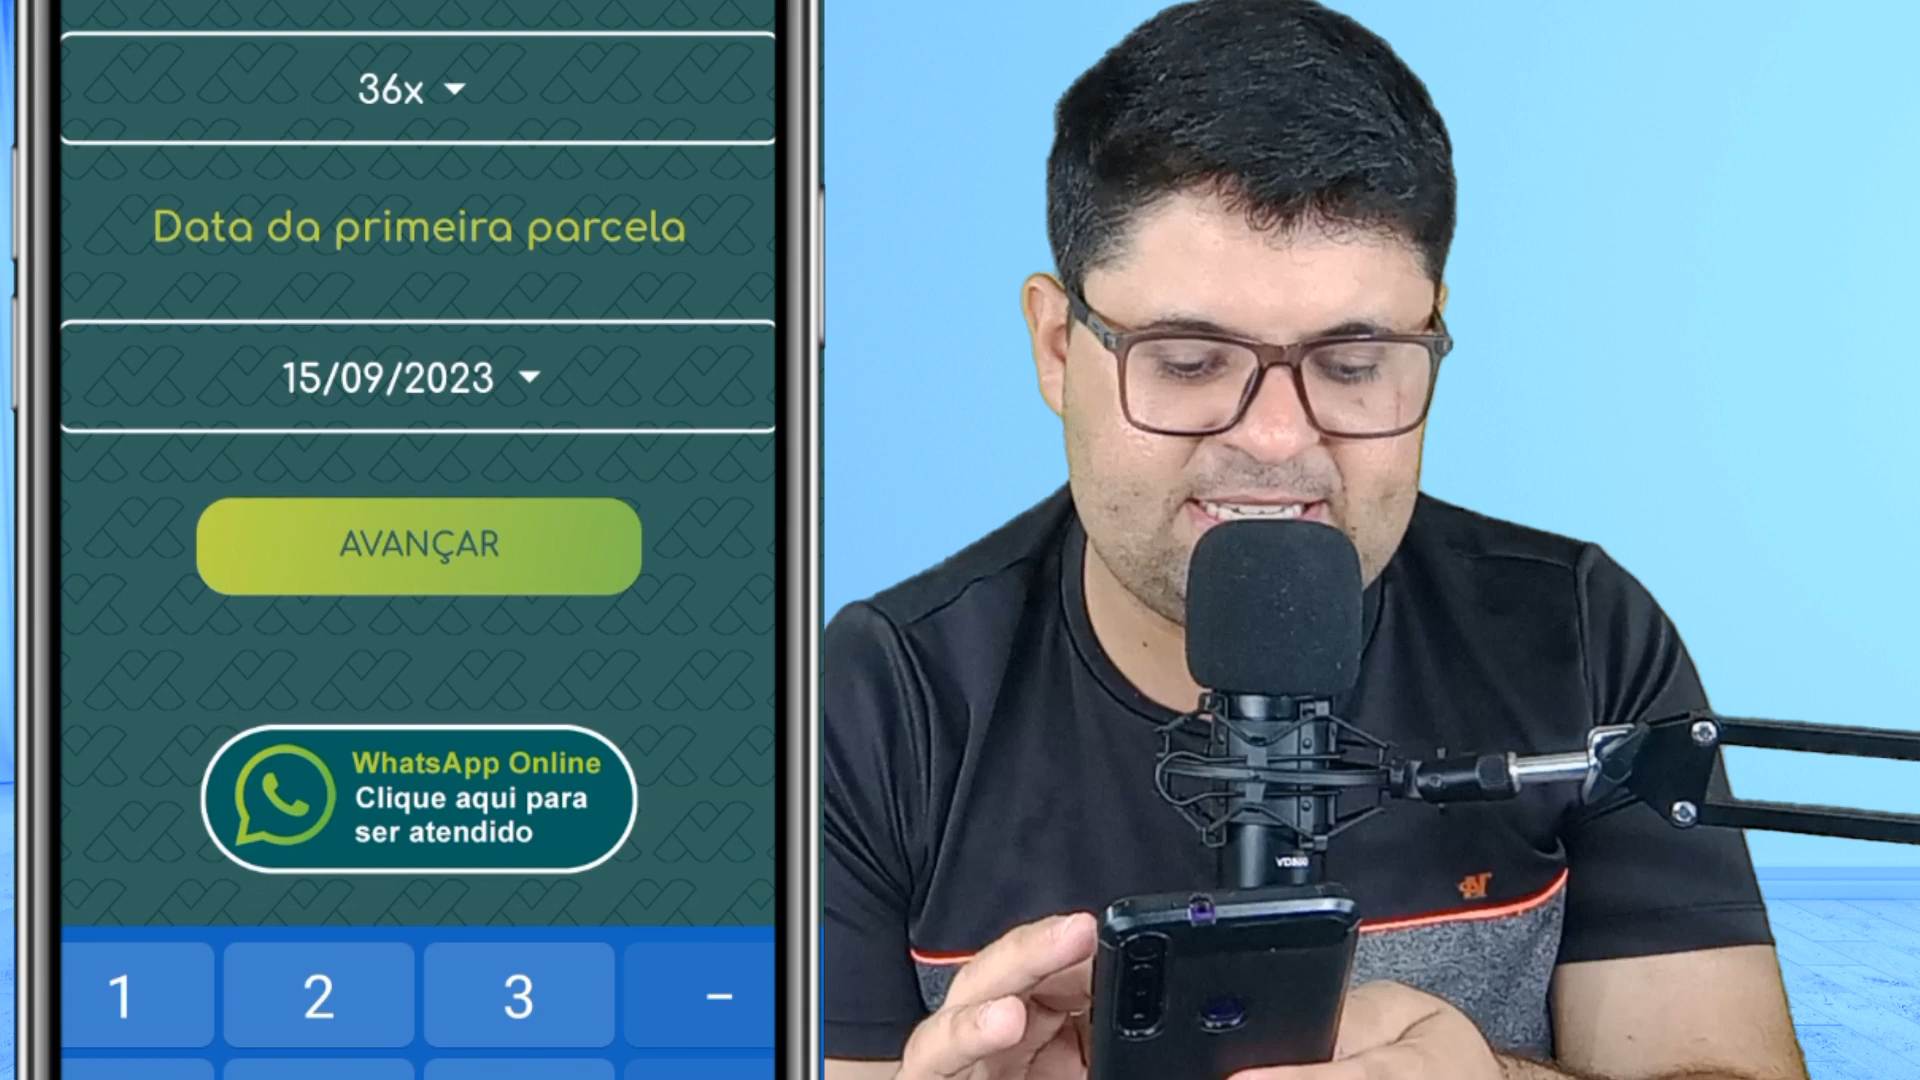 36x
Data da primeira parcela
15/09/2023
AVANÇAR
WhatsApp Online
Clique aqui para
ser atendido
1 2 3 -